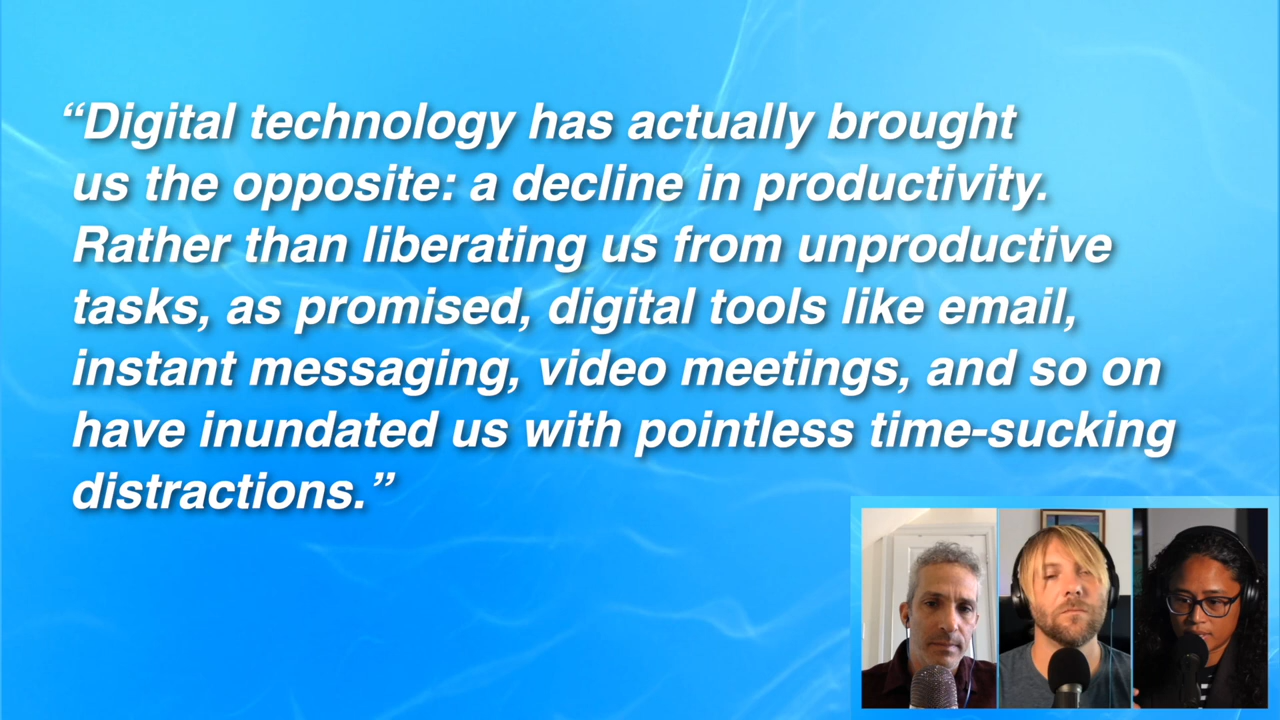 “Digital technology has actually brought
us the opposite: a decline in productivity.
Rather than liberating us from unproductive
tasks, as promised, digital tools like email,
instant messaging, video meetings, and so on
have inundated us with pointless time-sucking
distractions.”